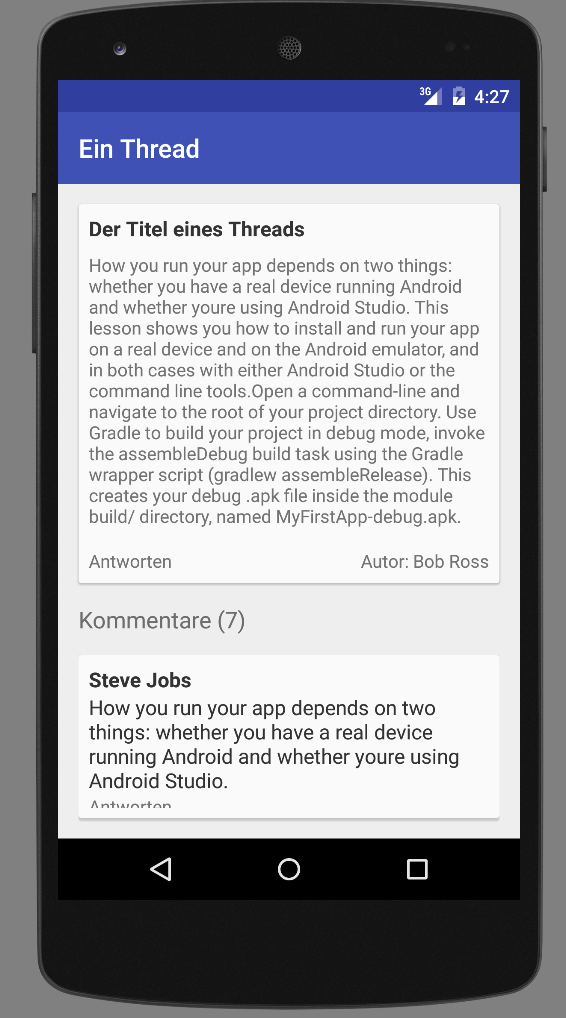 3G 4:27
Ein Thread
Der Titel eines Threads
How you run your app depends on two things:
whether you have a real device running Android
and whether youre using Android Studio. This
lesson shows you how to install and run your app
on a real device and on the Android emulator, and
in both cases with either Android Studio or the
command line tools.Open a command-line and
navigate to the root of your project directory. Use
Gradle to build your project in debug mode, invoke
the assembleDebug build task using the Gradle
wrapper script (gradlew assembleRelease). This
creates your debug .apk file inside the module
build/ directory, named MyFirstApp-debug.apk.
Antworten Autor: Bob Ross
Kommentare (7)
Steve Jobs
How you run your app depends on two
things: whether you have a real device
running Android and whether youre using
Android Studio.
Antworten